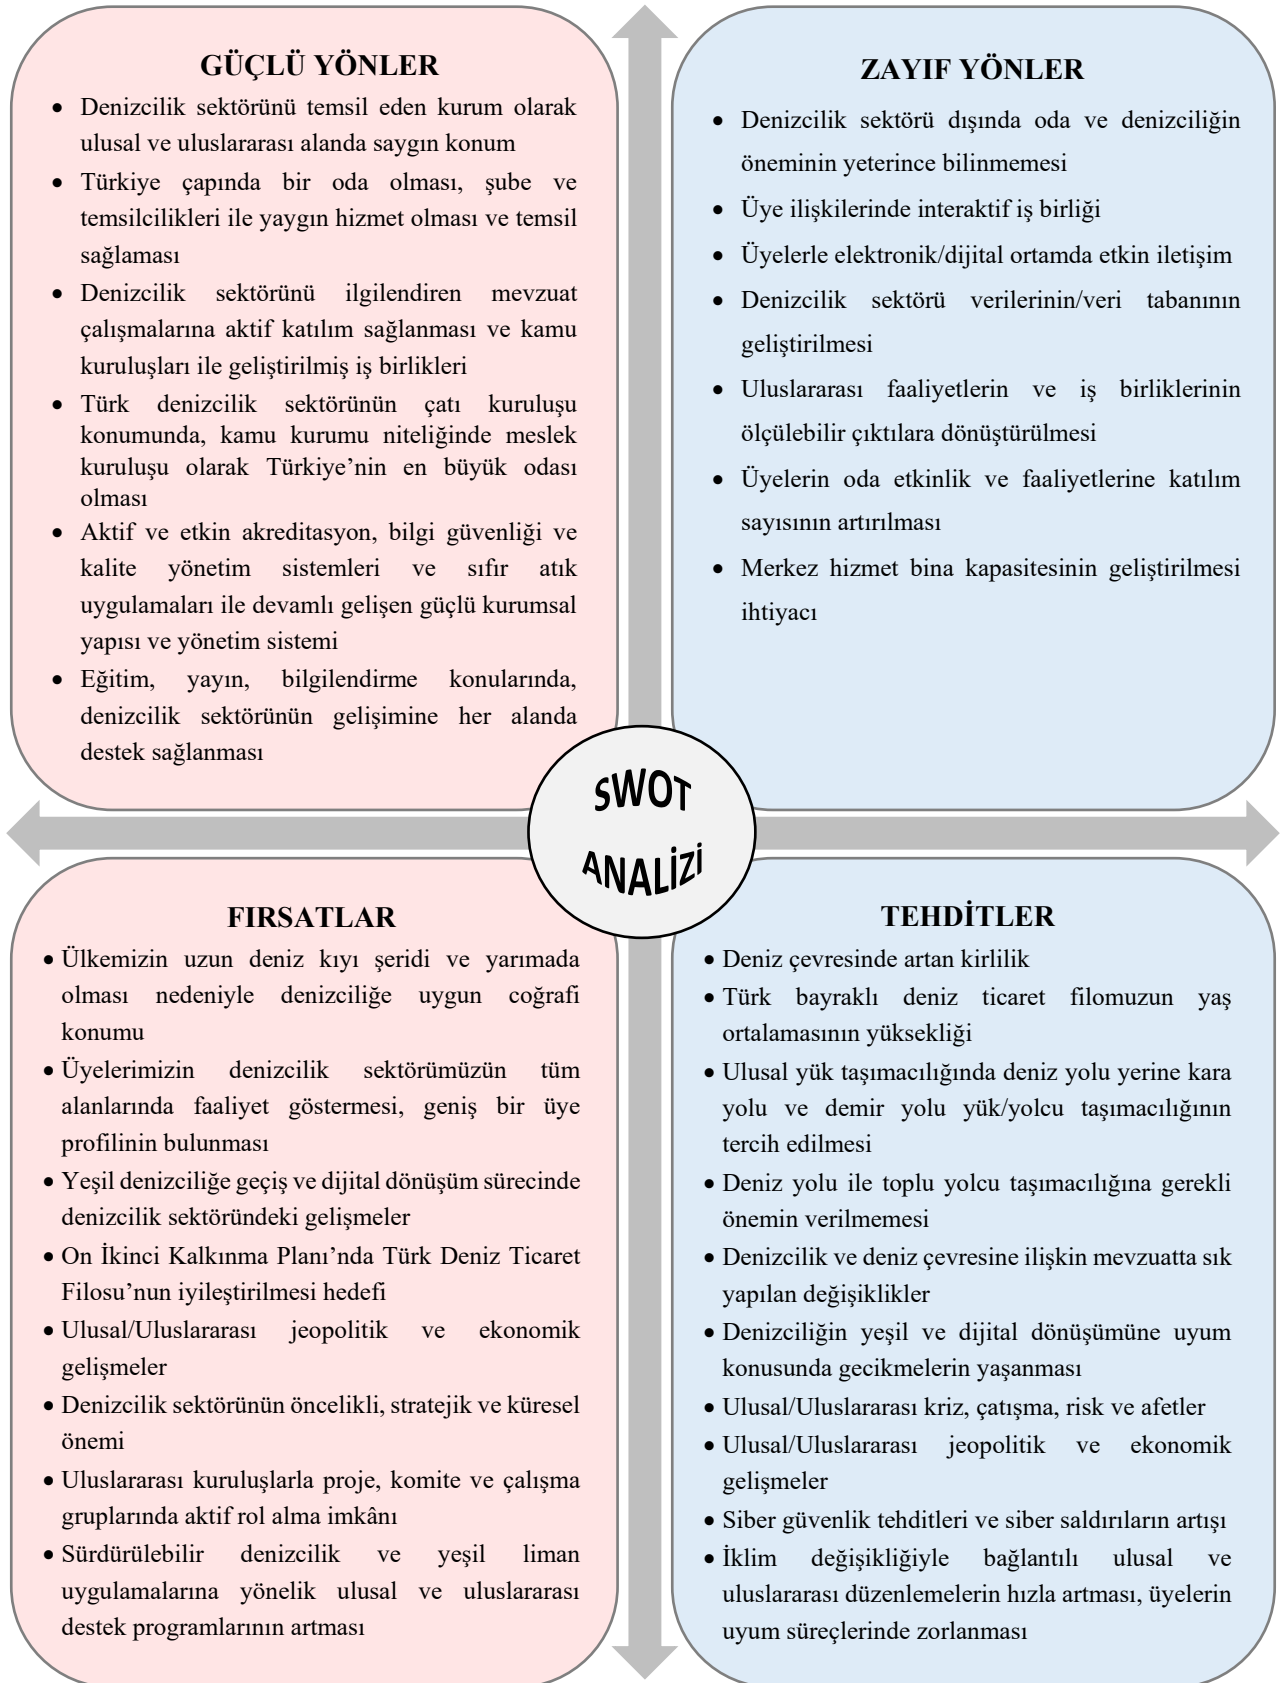 GÜÇLÜ YÖNLER
• Denizcilik sektörünü temsil eden kurum olarak
ulusal ve uluslararası alanda saygın konum
• Türkiye çapında bir oda olması, şube ve
temsilcilikleri ile yaygın hizmet olması ve temsil
sağlaması
• Denizcilik sektörünü ilgilendiren mevzuat
çalışmalarına aktif katılım sağlanması ve kamu
kuruluşları ile geliştirilmiş iş birlikleri
• Türk denizcilik sektörünün çatı kuruluşu
konumunda, kamu kurumu niteliğinde meslek
kuruluşu olarak Türkiye’nin en büyük odası
olması
• Aktif ve etkin akreditasyon, bilgi güvenliği ve
kalite yönetim sistemleri ve sıfır atık
uygulamaları ile devamlı gelişen güçlü kurumsal
yapısı ve yönetim sistemi
• Eğitim, yayın, bilgilendirme konularında,
denizcilik sektörünün gelişimine her alanda
destek sağlanması
ZAYIF YÖNLER
• Denizcilik sektörü dışında oda ve denizciliğin
öneminin yeterince bilinmemesi
• Üye ilişkilerinde interaktif iş birliği
• Üyelerle elektronik/dijital ortamda etkin iletişim
• Denizcilik sektörü verilerinin/veri tabanının
geliştirilmesi
• Uluslararası faaliyetlerin ve iş birliklerinin
ölçülebilir çıktılara dönüştürülmesi
• Üyelerin oda etkinlik ve faaliyetlerine katılım
sayısının artırılması
• Merkez hizmet bina kapasitesinin geliştirilmesi
ihtiyacı
SWOT
ANALİZİ
FIRSATLAR
• Ülkemizin uzun deniz kıyı şeridi ve yarımada
olması nedeniyle denizciliğe uygun coğrafi
konumu
• Üyelerimizin denizcilik sektörümüzün tüm
alanlarında faaliyet göstermesi, geniş bir üye
profilinin bulunması
• Yeşil denizciliğe geçiş ve dijital dönüşüm sürecinde
denizcilik sektöründeki gelişmeler
• On İkinci Kalkınma Planı’nda Türk Deniz Ticaret
Filosu’nun iyileştirilmesi hedefi
• Ulusal/Uluslararası jeopolitik ve ekonomik
gelişmeler
• Denizcilik sektörünün öncelikli, stratejik ve küresel
önemi
• Uluslararası kuruluşlarla proje, komite ve çalışma
gruplarında aktif rol alma imkânı
• Sürdürülebilir denizcilik ve yeşil liman
uygulamalarına yönelik ulusal ve uluslararası
destek programlarının artması
TEHDİTLER
• Deniz çevresinde artan kirlilik
• Türk bayraklı deniz ticaret filomuzun yaş
ortalamasının yüksekliği
• Ulusal yük taşımacılığında deniz yolu yerine kara
yolu ve demir yolu yük/yolcu taşımacılığının
tercih edilmesi
• Deniz yolu ile toplu yolcu taşımacılığına gerekli
önemin verilmemesi
• Denizcilik ve deniz çevresine ilişkin mevzuatta sık
yapılan değişiklikler
• Denizciliğin yeşil ve dijital dönüşümüne uyum
konusunda gecikmelerin yaşanması
• Ulusal/Uluslararası kriz, çatışma, risk ve afetler
• Ulusal/Uluslararası jeopolitik ve ekonomik
gelişmeler
• Siber güvenlik tehditleri ve siber saldırıların artışı
• İklim değişikliğiyle bağlantılı ulusal ve
uluslararası düzenlemelerin hızla artması, üyelerin
uyum süreçlerinde zorlanması